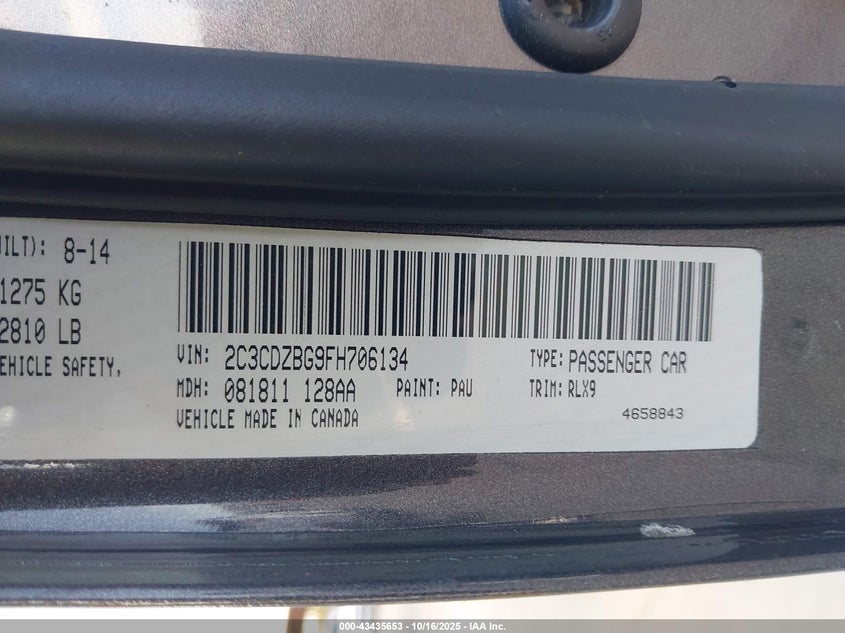 UILT): 8-14
1275 KG
2810 LB
EHICLE SAFETY,
VIN: 2C3CDZBG9FH706134
TYPE: PASSENGER CAR
MDH: 081811 128AA
PAINT: PAU
TRIM: RLX9
VEHICLE MADE IN CANADA
4658843
000-43435653 - 10/16/2025 - IAA Inc.